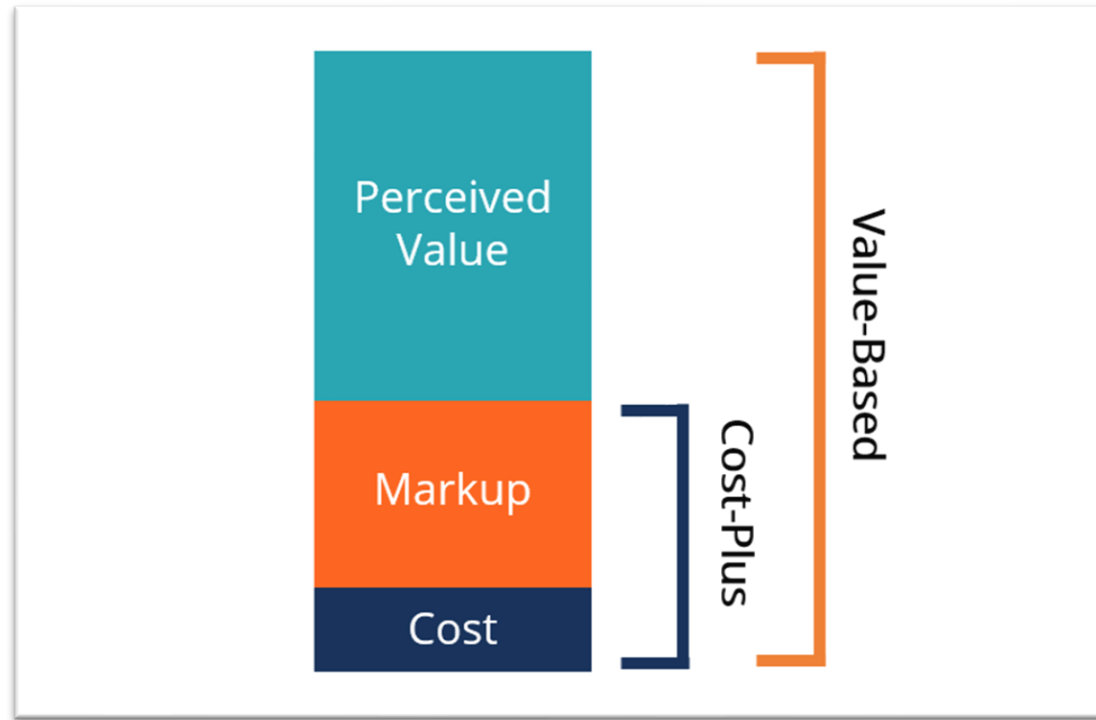 Perceived
Value
Markup
Cost
Cost-Plus
Value-Based